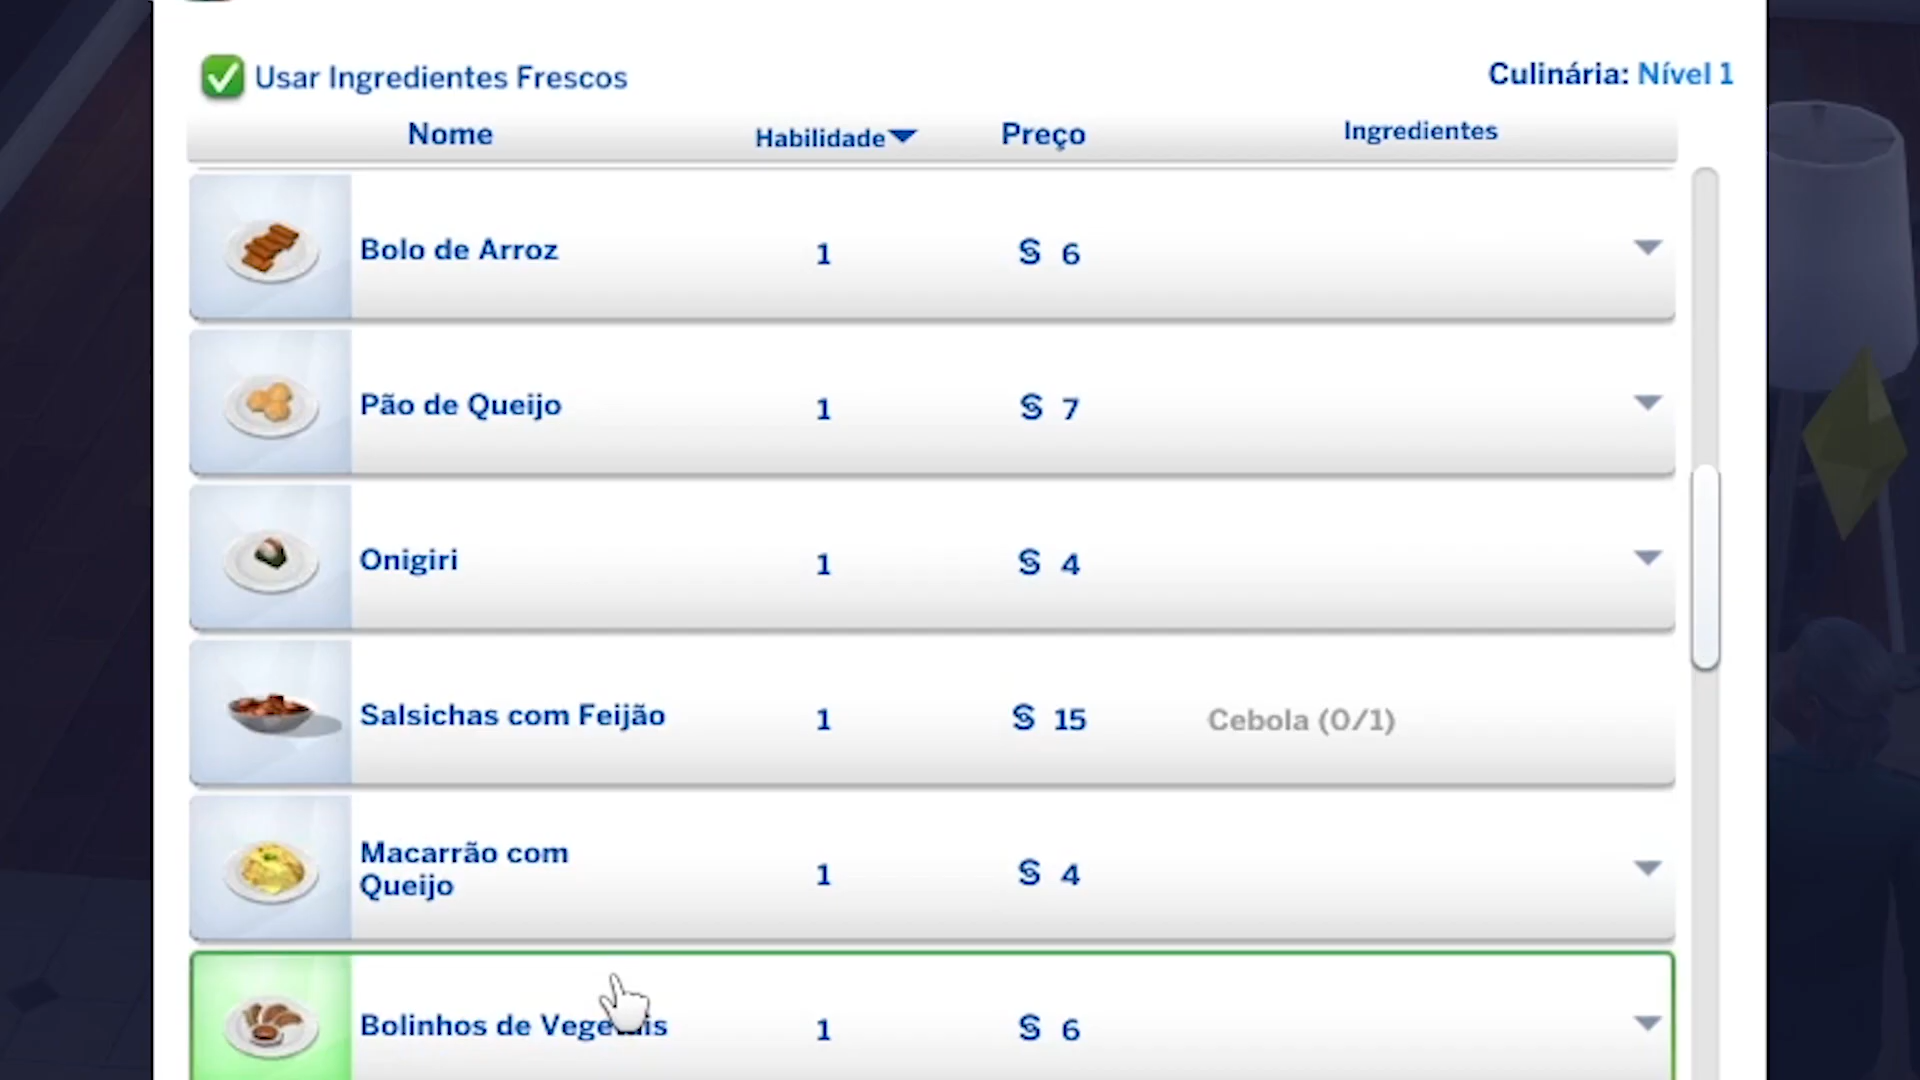 Usar Ingredientes Frescos
Culinária: Nível 1
Nome Habilidade Preço Ingredientes
Bolo de Arroz 1 § 6
Pão de Queijo 1 § 7
Onigiri 1 § 4
Salsichas com Feijão 1 § 15 Cebola (0/1)
Macarrão com
Queijo 1 § 4
Bolinhos de Vegetais 1 § 6